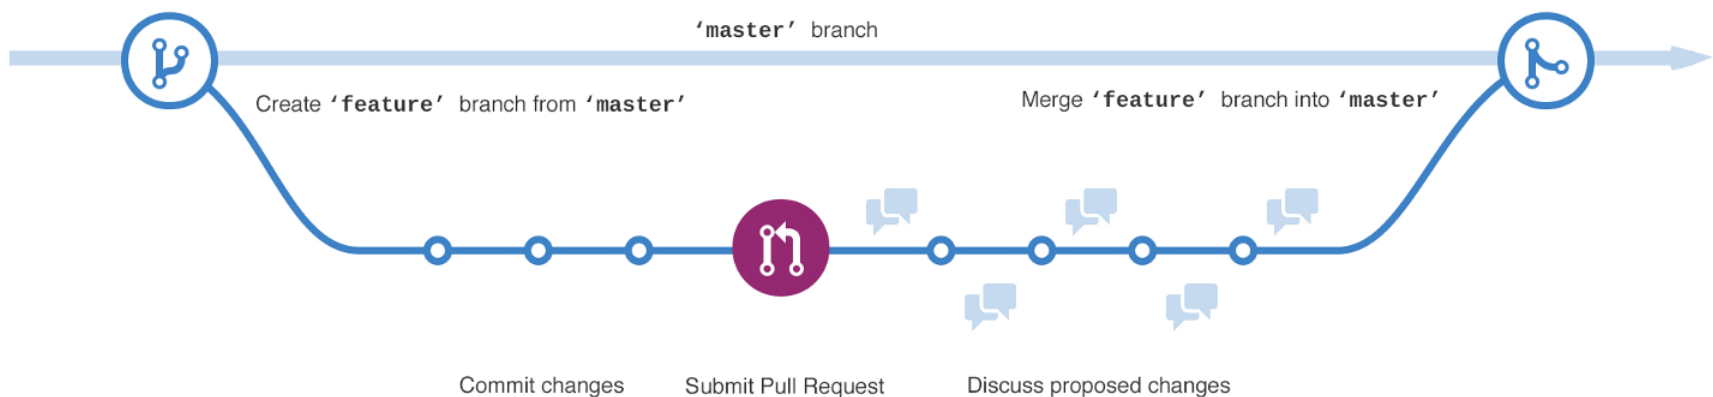 ‘master’ branch
Create ‘feature’ branch from ‘master’
Merge ‘feature’ branch into ‘master’
Commit changes
Submit Pull Request
Discuss proposed changes